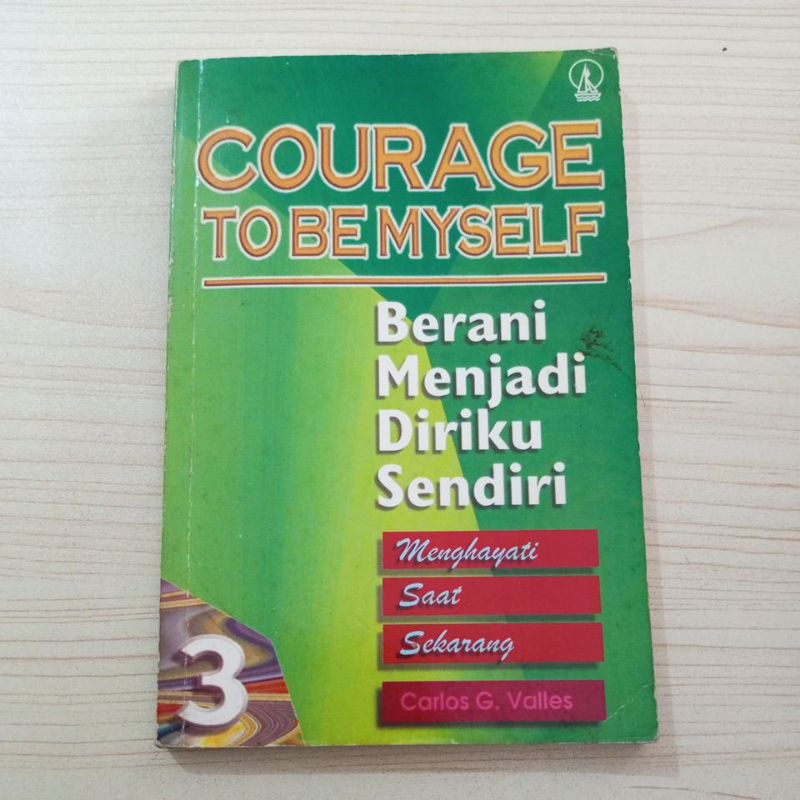 COURAGE
TO BE MYSELF
Berani
Menjadi
Diriku
Sendiri
Menghayati
Saat
Sekarang
Carlos G. Valles
3